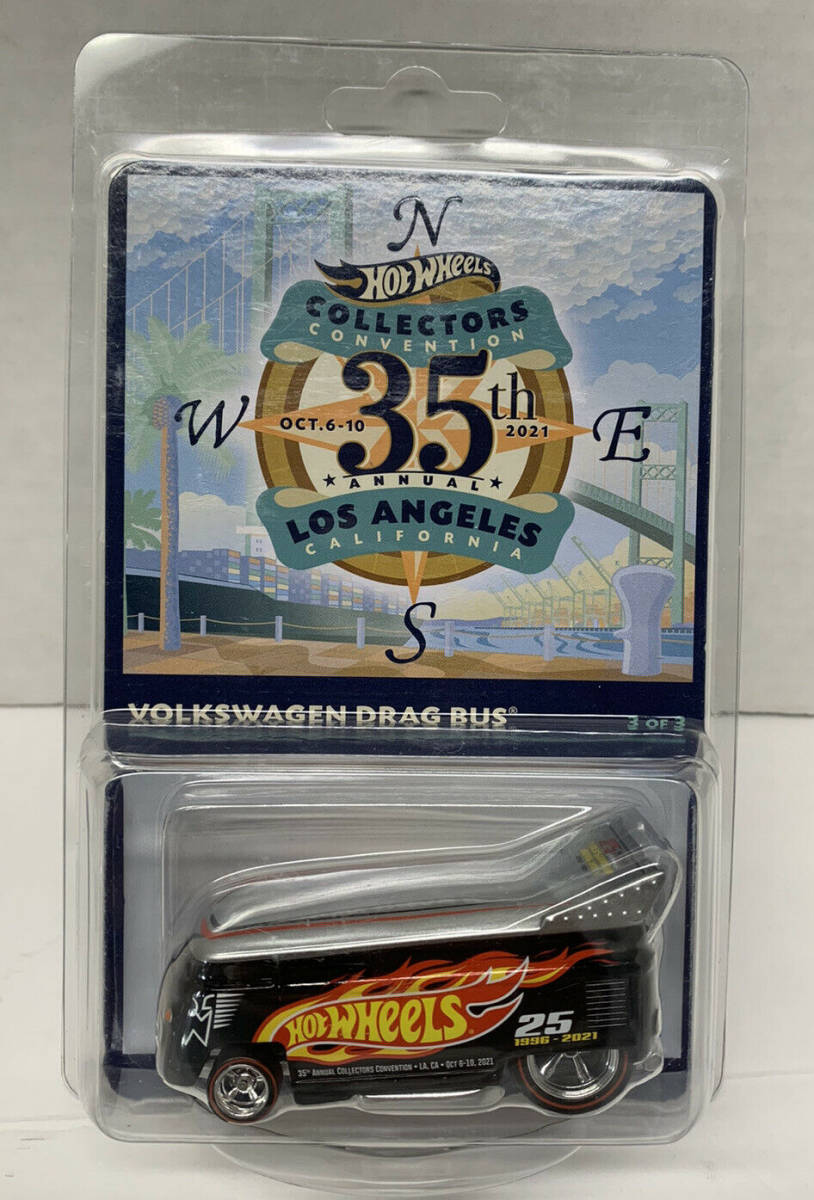 N
HOT WHEELS
COLLECTORS
CONVENTION
W
OCT. 6-10
35th
2021
E
ANNUAL
LOS ANGELES
CALIFORNIA
S
VOLKSWAGEN DRAG BUS®
3 OF 3
HOT WHEELS®
25
1996 - 2021
35TH ANNUAL COLLECTORS CONVENTION • LA, CA • OCT 6-10, 2021